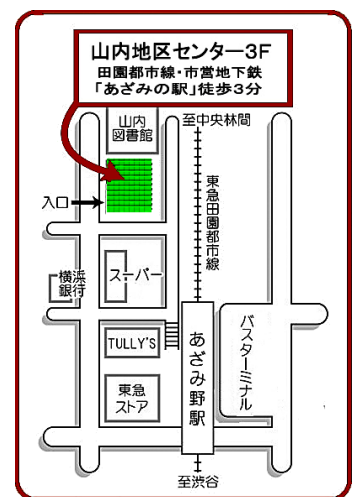 山内地区センター3F
田園都市線・市営地下鉄
「あざみの駅」徒歩3分
山内
図書館
至中央林間
入口
東急田園都市線
横浜
銀行
スーパー
TULLY'S
あざみ野駅
バスターミナル
東急
ストア
至渋谷